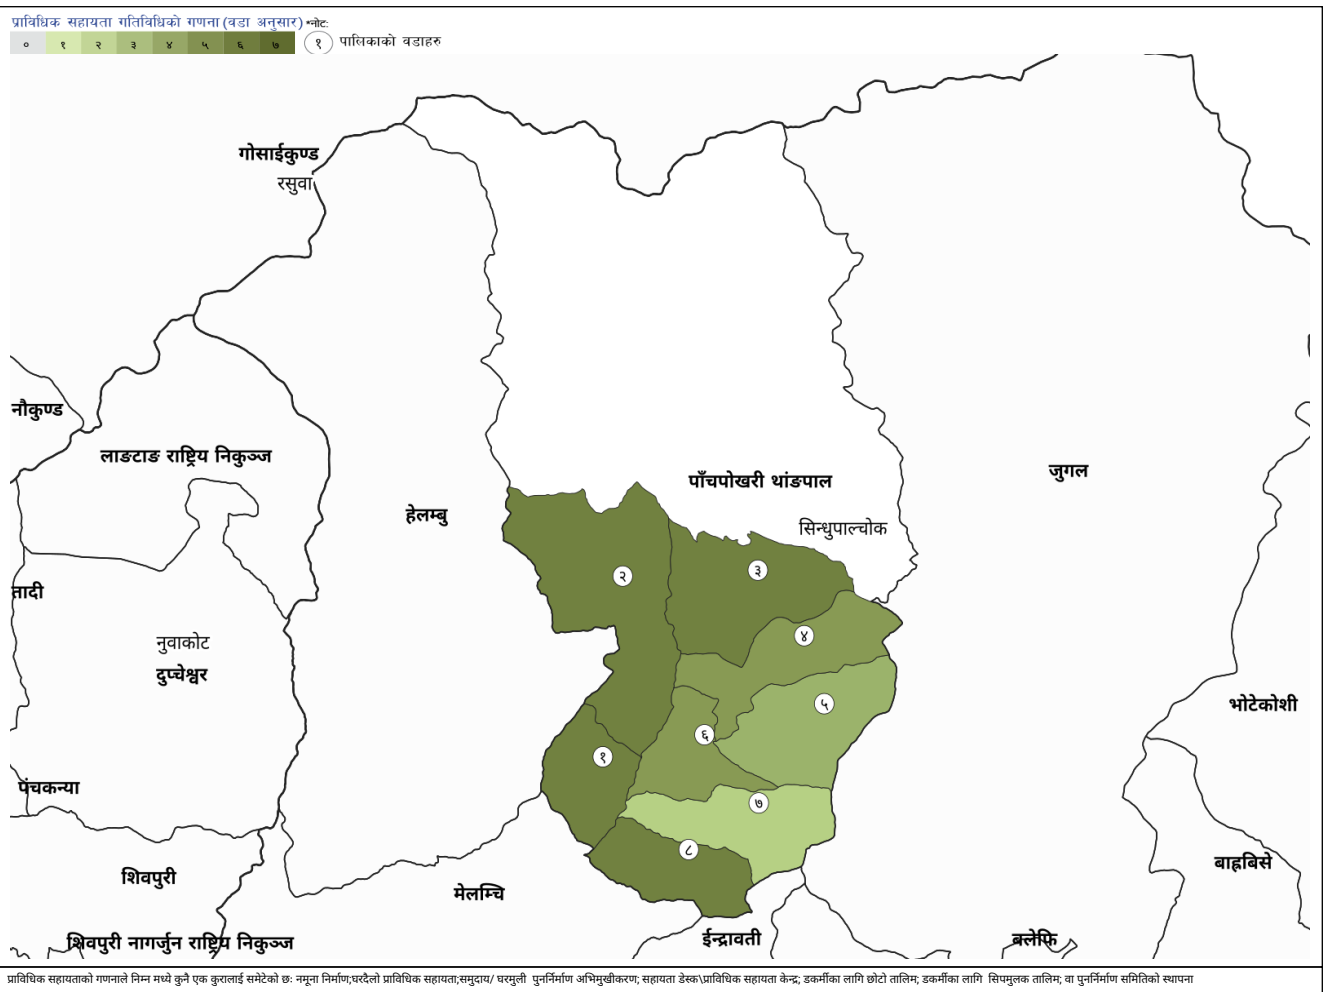 प्राविधिक सहायता गतिविधिको गणना (वडा अनुसार) *नोट:
० १ २ ३ ४ ५ ६ ७ १ पालिकाको वडाहरु
गोसाईकुण्ड
रसुवा
नौकुण्ड
लाङटाङ राष्ट्रिय निकुञ्ज
हेलम्बु
पाँचपोखरी थांङपाल
जुगल
सिन्धुपाल्चोक
२
३
तादी
४
नुवाकोट
दुप्चेश्वर
५
भोटेकोशी
६
१
पंचकन्या
७
८
शिवपुरी
मेलम्चि
बाह्रबिसे
शिवपुरी नागर्जुन राष्ट्रिय निकुञ्ज
ईन्द्रावती
बलेफि
प्राविधिक सहायताको गणनाले निम्न मध्ये कुनै एक कुरालाई समेटेको छः नमूना निर्माण;घरदैलो प्राविधिक सहायता;समुदाय/ घरमुली पुनर्निर्माण अभिमुखीकरण; सहायता डेस्क\प्राविधिक सहायता केन्द्र; डकर्मीका लागि छोटो तालिम; डकर्मीका लागि सिपमुलक तालिम; वा पुनर्निर्माण समितिको स्थापना